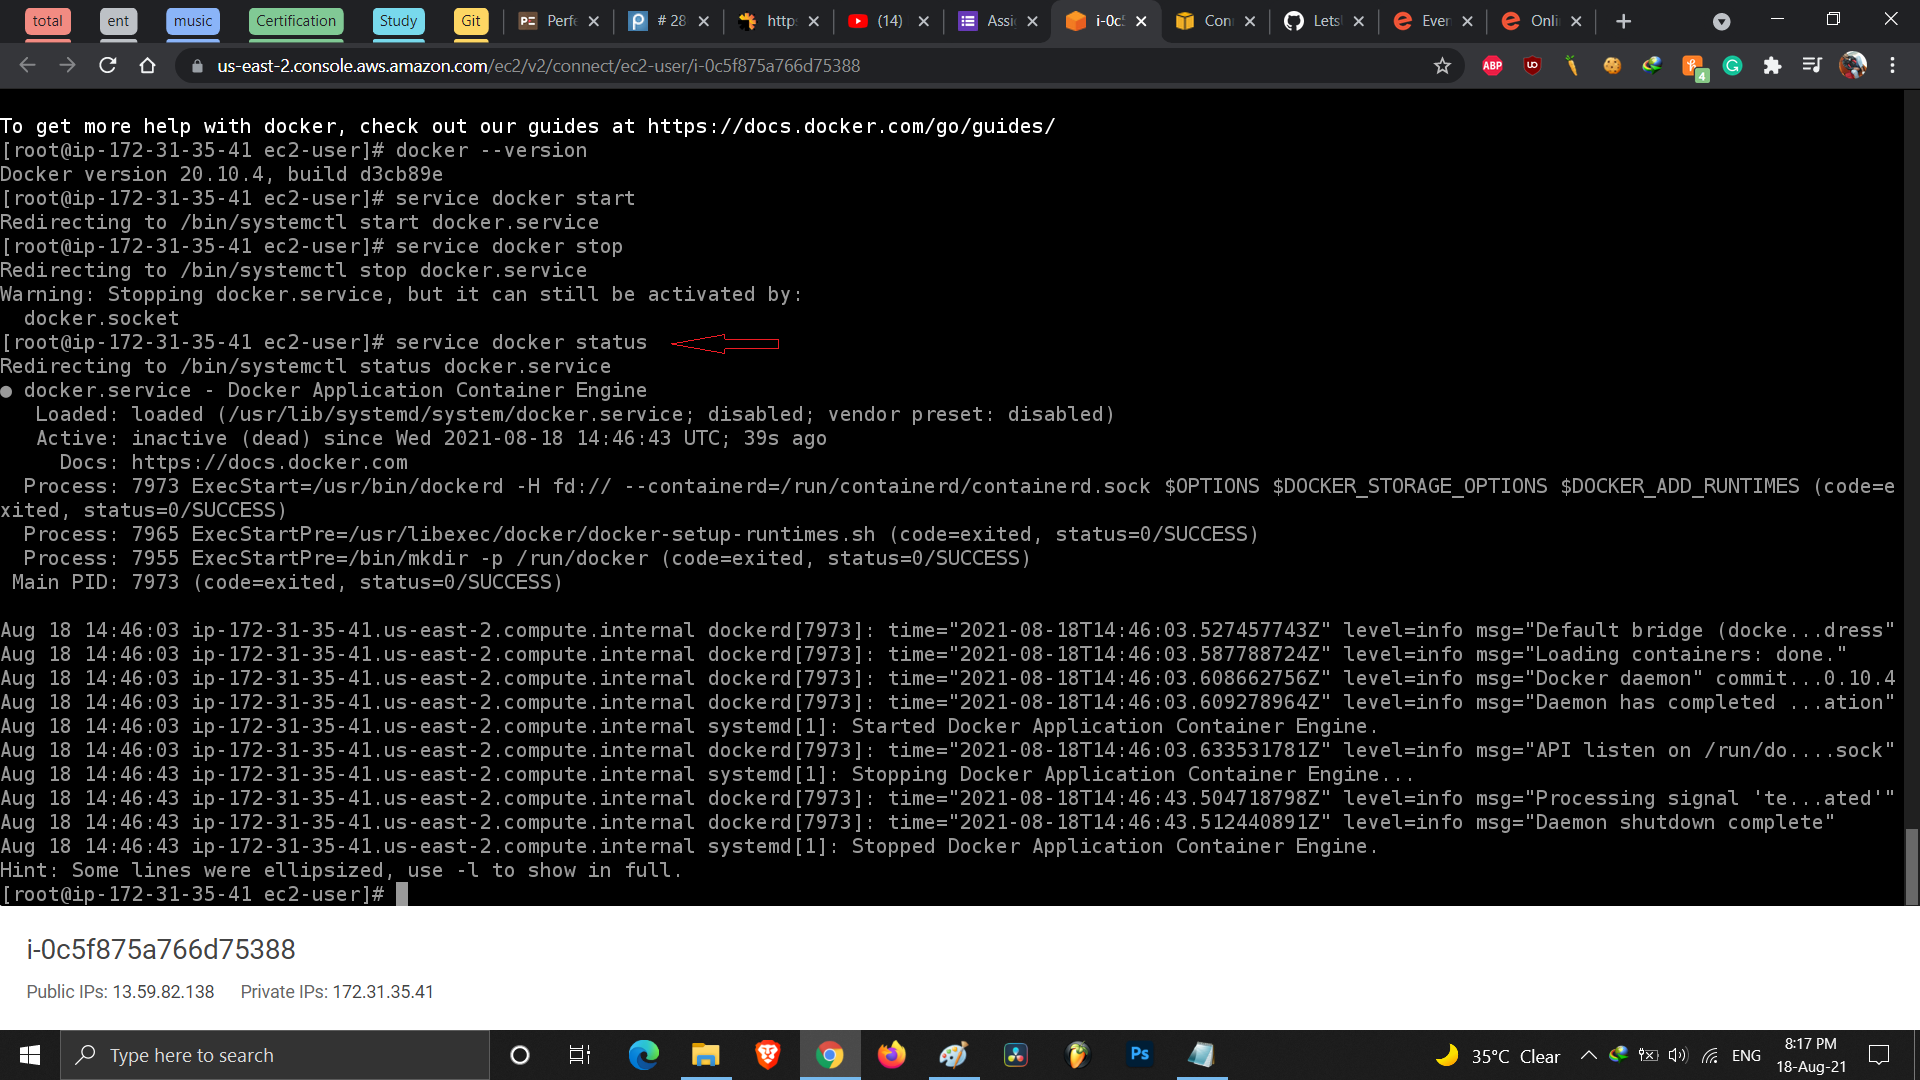 total
ent
music
Certification
Study
Git
Perfe
# 28
http
(14)
Assi
i-0c5
Conn
Lets
Even
Onli
us-east-2.console.aws.amazon.com/ec2/v2/connect/ec2-user/i-0c5f875a766d75388
ABP
UD
4
To get more help with docker, check out our guides at https://docs.docker.com/go/guides/
[root@ip-172-31-35-41 ec2-user]# docker --version
Docker version 20.10.4, build d3cb89e
[root@ip-172-31-35-41 ec2-user]# service docker start
Redirecting to /bin/systemctl start docker.service
[root@ip-172-31-35-41 ec2-user]# service docker stop
Redirecting to /bin/systemctl stop docker.service
Warning: Stopping docker.service, but it can still be activated by:
docker.socket
[root@ip-172-31-35-41 ec2-user]# service docker status
Redirecting to /bin/systemctl status docker.service
● docker.service - Docker Application Container Engine
Loaded: loaded (/usr/lib/systemd/system/docker.service; disabled; vendor preset: disabled)
Active: inactive (dead) since Wed 2021-08-18 14:46:43 UTC; 39s ago
Docs: https://docs.docker.com
Process: 7973 ExecStart=/usr/bin/dockerd -H fd:// --containerd=/run/containerd/containerd.sock $OPTIONS $DOCKER_STORAGE_OPTIONS $DOCKER_ADD_RUNTIMES (code=e
xited, status=0/SUCCESS)
Process: 7965 ExecStartPre=/usr/libexec/docker/docker-setup-runtimes.sh (code=exited, status=0/SUCCESS)
Process: 7955 ExecStartPre=/bin/mkdir -p /run/docker (code=exited, status=0/SUCCESS)
Main PID: 7973 (code=exited, status=0/SUCCESS)
Aug 18 14:46:03 ip-172-31-35-41.us-east-2.compute.internal dockerd[7973]: time="2021-08-18T14:46:03.527457743Z" level=info msg="Default bridge (docke...dress"
Aug 18 14:46:03 ip-172-31-35-41.us-east-2.compute.internal dockerd[7973]: time="2021-08-18T14:46:03.587788724Z" level=info msg="Loading containers: done."
Aug 18 14:46:03 ip-172-31-35-41.us-east-2.compute.internal dockerd[7973]: time="2021-08-18T14:46:03.608662756Z" level=info msg="Docker daemon" commit...0.10.4
Aug 18 14:46:03 ip-172-31-35-41.us-east-2.compute.internal dockerd[7973]: time="2021-08-18T14:46:03.609278964Z" level=info msg="Daemon has completed ...ation"
Aug 18 14:46:03 ip-172-31-35-41.us-east-2.compute.internal systemd[1]: Started Docker Application Container Engine.
Aug 18 14:46:03 ip-172-31-35-41.us-east-2.compute.internal dockerd[7973]: time="2021-08-18T14:46:03.633531781Z" level=info msg="API listen on /run/do....sock"
Aug 18 14:46:43 ip-172-31-35-41.us-east-2.compute.internal systemd[1]: Stopping Docker Application Container Engine...
Aug 18 14:46:43 ip-172-31-35-41.us-east-2.compute.internal dockerd[7973]: time="2021-08-18T14:46:43.504718798Z" level=info msg="Processing signal 'te...ated'"
Aug 18 14:46:43 ip-172-31-35-41.us-east-2.compute.internal dockerd[7973]: time="2021-08-18T14:46:43.512440891Z" level=info msg="Daemon shutdown complete"
Aug 18 14:46:43 ip-172-31-35-41.us-east-2.compute.internal systemd[1]: Stopped Docker Application Container Engine.
Hint: Some lines were ellipsized, use -l to show in full.
[root@ip-172-31-35-41 ec2-user]#
i-0c5f875a766d75388
Public IPs: 13.59.82.138 Private IPs: 172.31.35.41
Type here to search
Ps
35°C Clear
ENG
8:17 PM
18-Aug-21